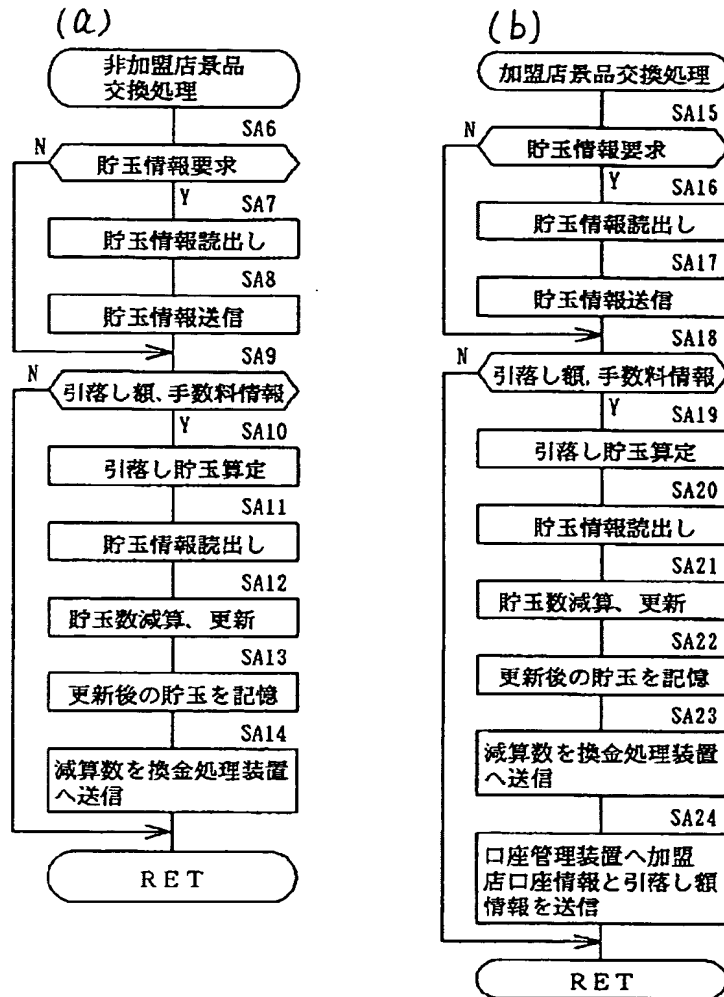 (a)
非加盟店景品
交換処理
SA6
N
貯玉情報要求
Y
SA7
貯玉情報読出し
SA8
貯玉情報送信
SA9
N
引落し額、手数料情報
Y
SA10
引落し貯玉算定
SA11
貯玉情報読出し
SA12
貯玉数減算、更新
SA13
更新後の貯玉を記憶
SA14
減算数を換金処理装置
へ送信
RET
(b)
加盟店景品交換処理
SA15
N
貯玉情報要求
Y
SA16
貯玉情報読出し
SA17
貯玉情報送信
SA18
N
引落し額,手数料情報
Y
SA19
引落し貯玉算定
SA20
貯玉情報読出し
SA21
貯玉数減算、更新
SA22
更新後の貯玉を記憶
SA23
減算数を換金処理装置
へ送信
SA24
口座管理装置へ加盟
店口座情報と引落し額
情報を送信
RET